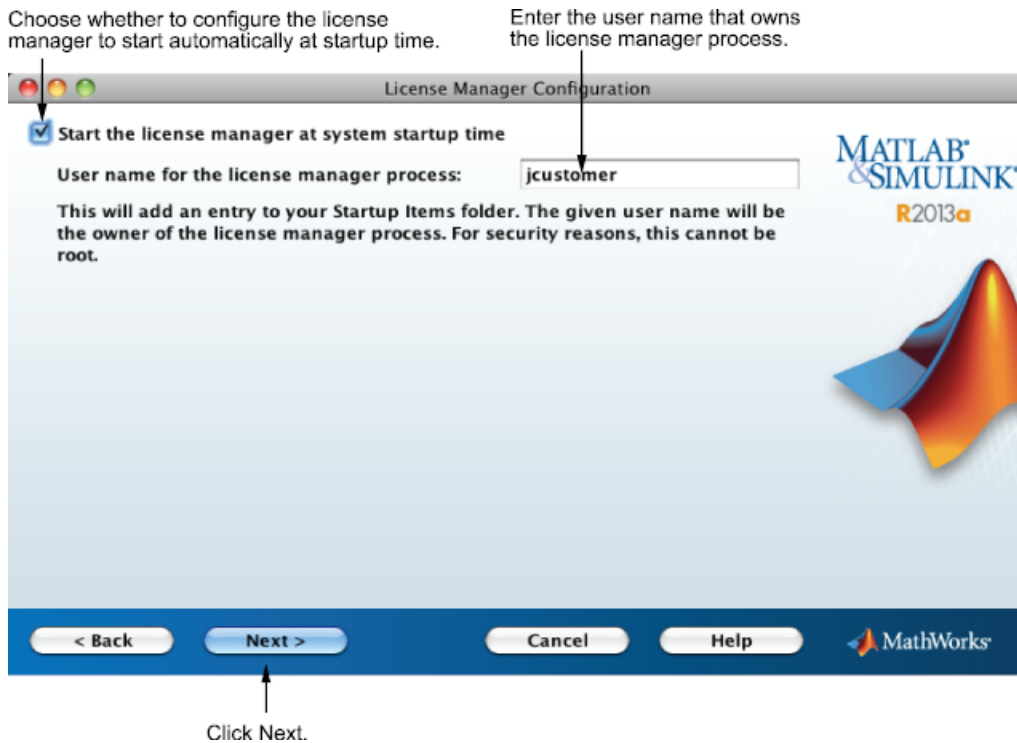 Choose whether to configure the license
manager to start automatically at startup time.
Enter the user name that owns
the license manager process.
License Manager Configuration
Start the license manager at system startup time
User name for the license manager process:
jcustomer
This will add an entry to your Startup Items folder. The given user name will be
the owner of the license manager process. For security reasons, this cannot be
root.
MATLAB®
&SIMULINK®
R2013a
< Back
Next >
Cancel
Help
MathWorks®
Click Next.